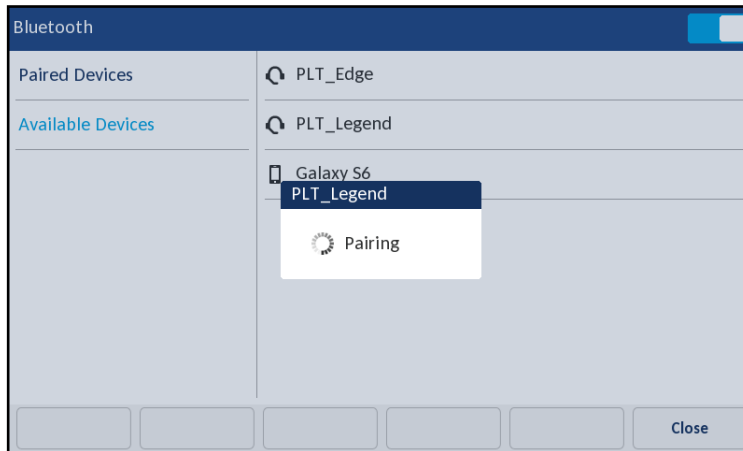 Bluetooth
Paired Devices
Available Devices
PLT_Edge
PLT_Legend
Galaxy S6
PLT_Legend
Pairing
Close